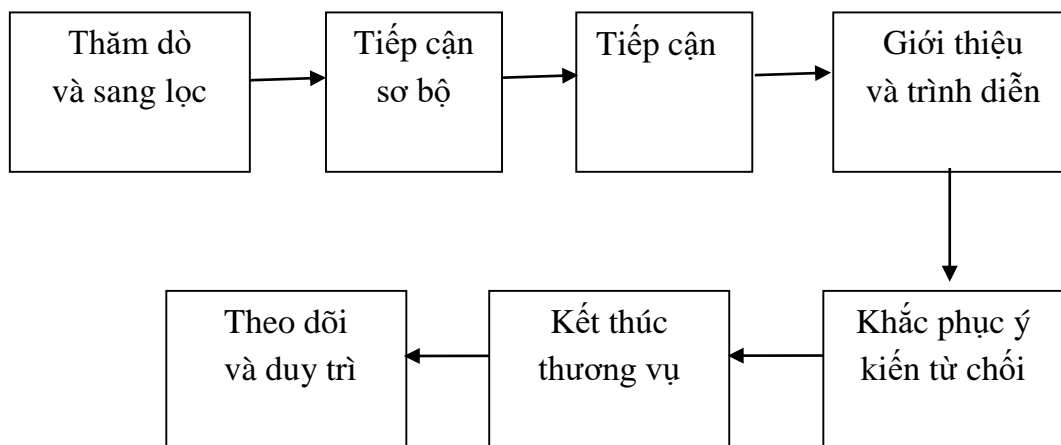 Thăm dò
và sang lọc
Tiếp cận
sơ bộ
Tiếp cận
Giới thiệu
và trình diễn
Khắc phục ý
kiến từ chối
Kết thúc
thương vụ
Theo dõi
và duy trì